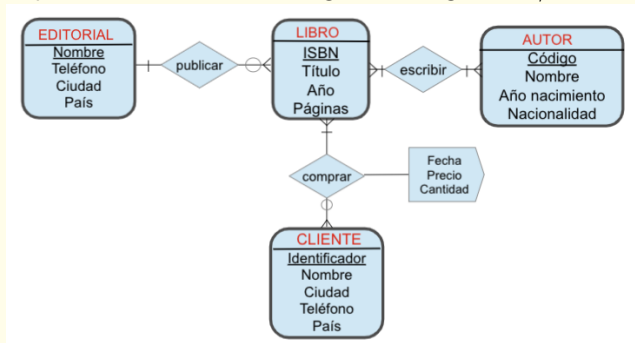 EDITORIAL
Nombre
Teléfono
Ciudad
País
publicar
LIBRO
ISBN
Título
Año
Páginas
escribir
AUTOR
Código
Nombre
Año nacimiento
Nacionalidad
comprar
Fecha
Precio
Cantidad
CLIENTE
Identificador
Nombre
Ciudad
Teléfono
País